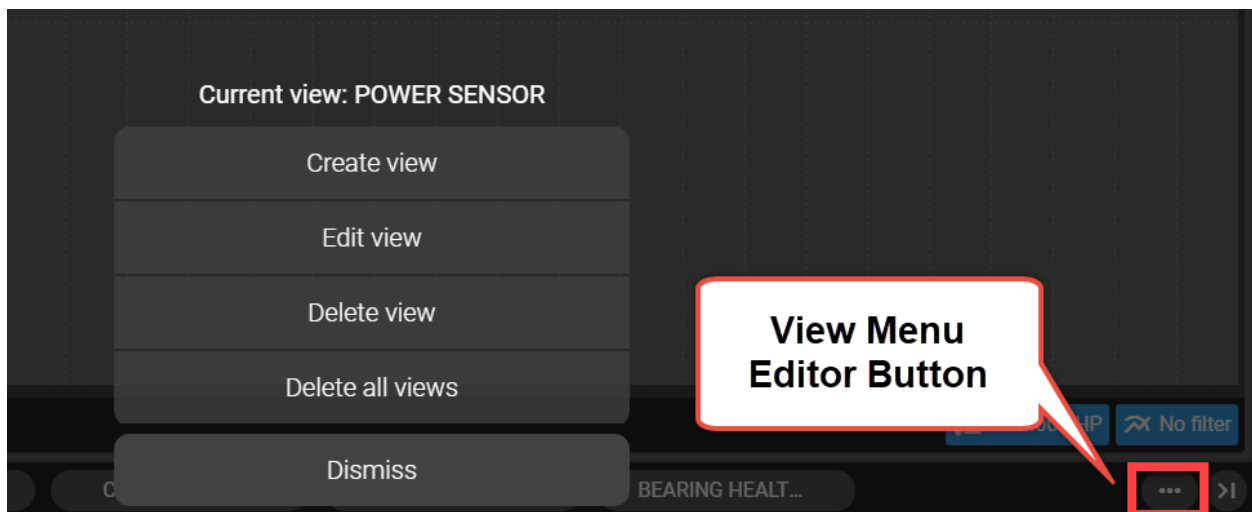 Current view: POWER SENSOR
Create view
Edit view
Delete view
Delete all views
View Menu
Editor Button
HP
No filter
Dismiss
C
BEARING HEALT...